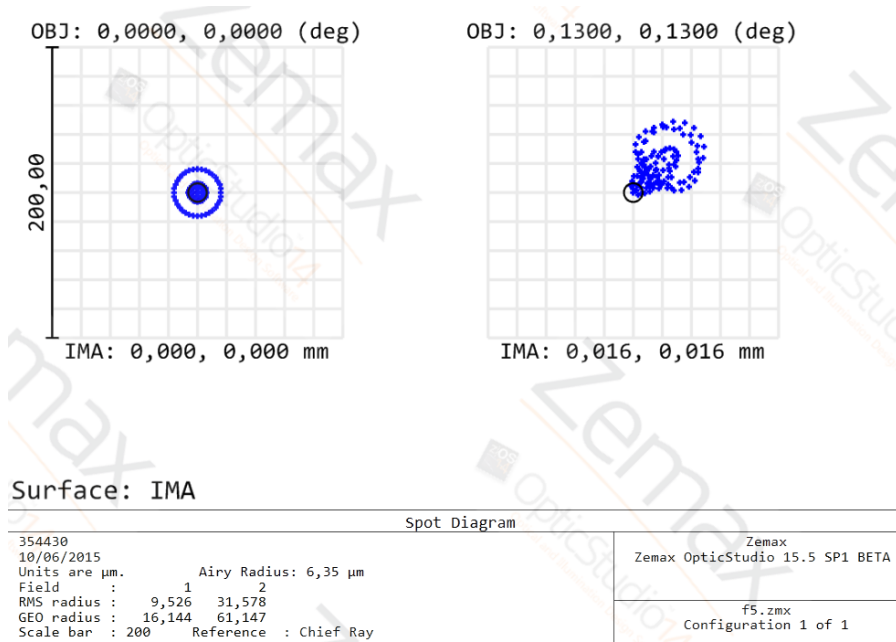 OBJ: 0,0000, 0,0000 (deg)
OBJ: 0,1300, 0,1300 (deg)
200,00
IMA: 0,000, 0,000 mm
IMA: 0,016, 0,016 mm
Surface: IMA
Spot Diagram
354430
10/06/2015
Units are µm. Airy Radius: 6,35 µm
Field : 1 2
RMS radius : 9,526 31,578
GEO radius : 16,144 61,147
Scale bar : 200 Reference : Chief Ray
Zemax
Zemax OpticStudio 15.5 SP1 BETA
f5.zmx
Configuration 1 of 1